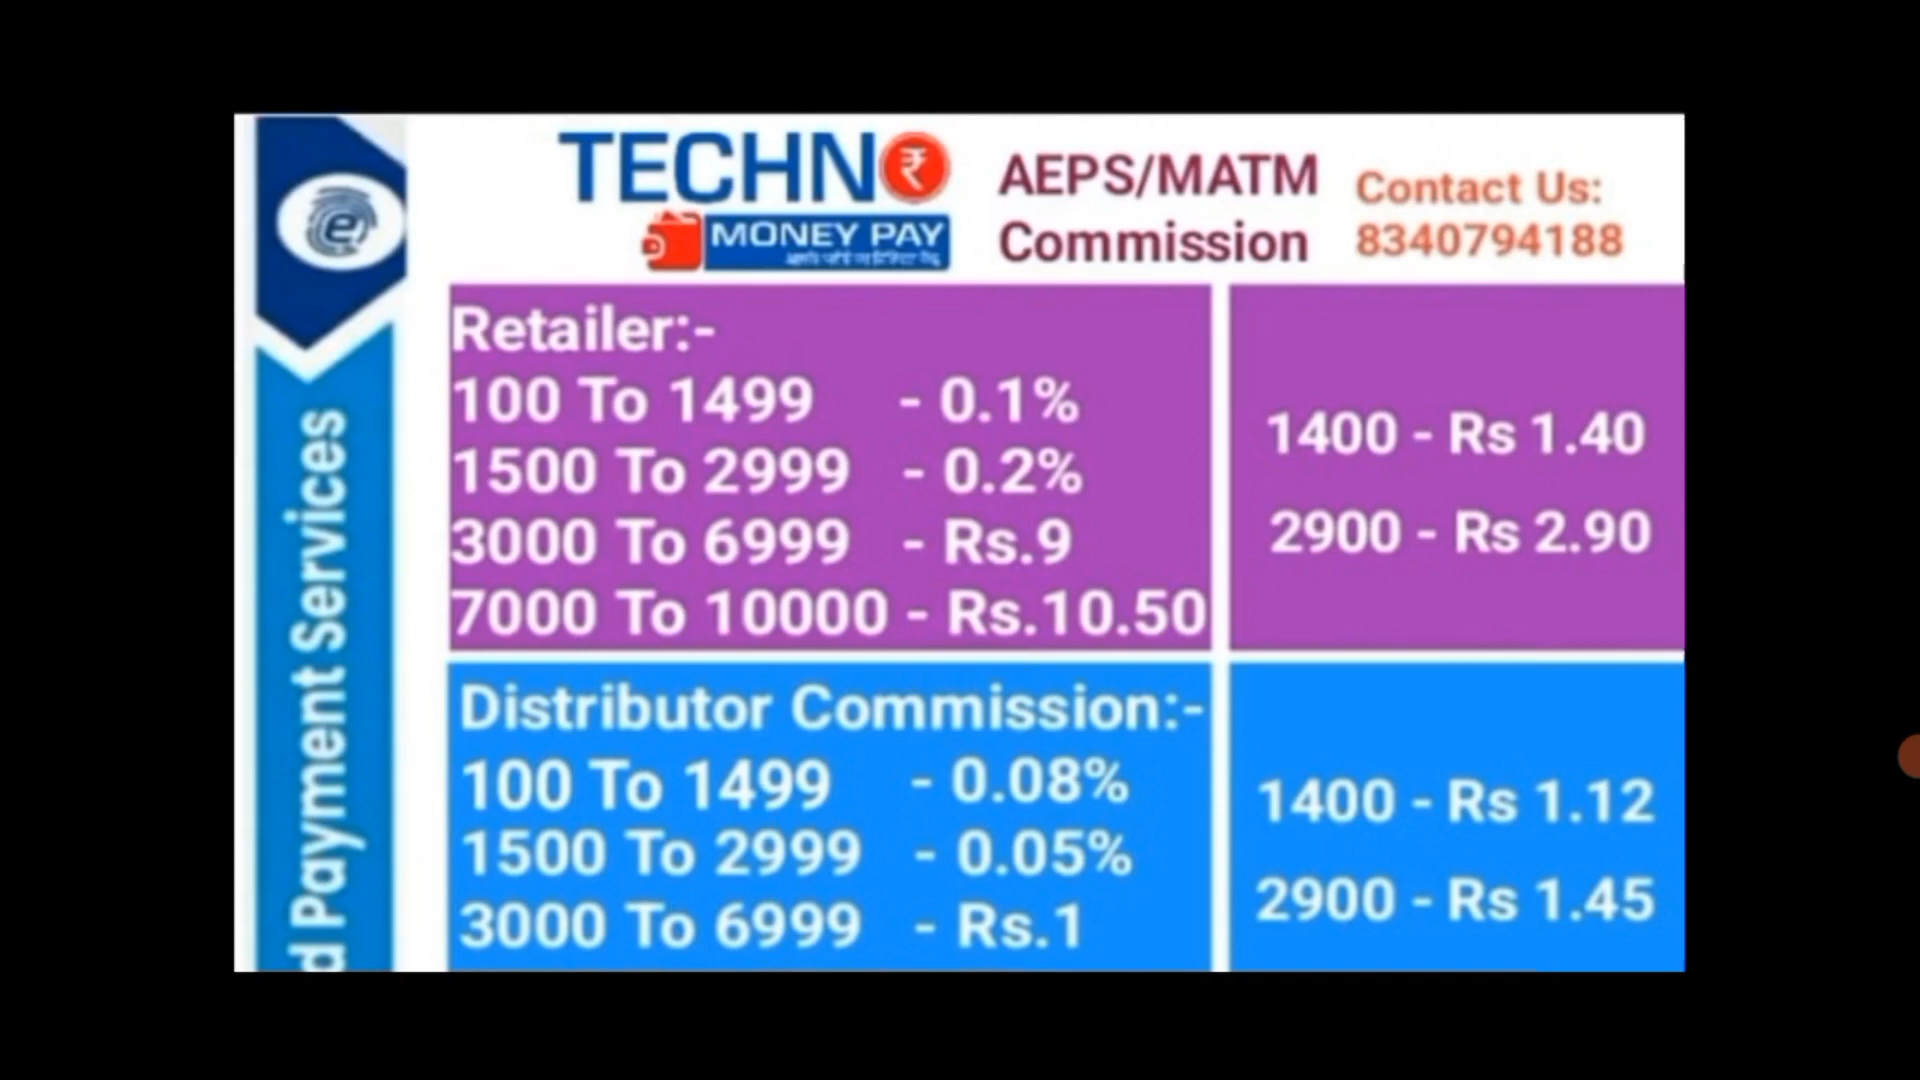 TECHN₹
MONEY PAY
AEPS/MATM
Commission
Contact Us:
8340794188
e
d Payment Services
Retailer:-
100 To 1499 - 0.1%
1500 To 2999 - 0.2%
3000 To 6999 - Rs.9
7000 To 10000 - Rs.10.50
1400 - Rs 1.40
2900 - Rs 2.90
Distributor Commission:-
100 To 1499 - 0.08%
1500 To 2999 - 0.05%
3000 To 6999 - Rs.1
1400 - Rs 1.12
2900 - Rs 1.45